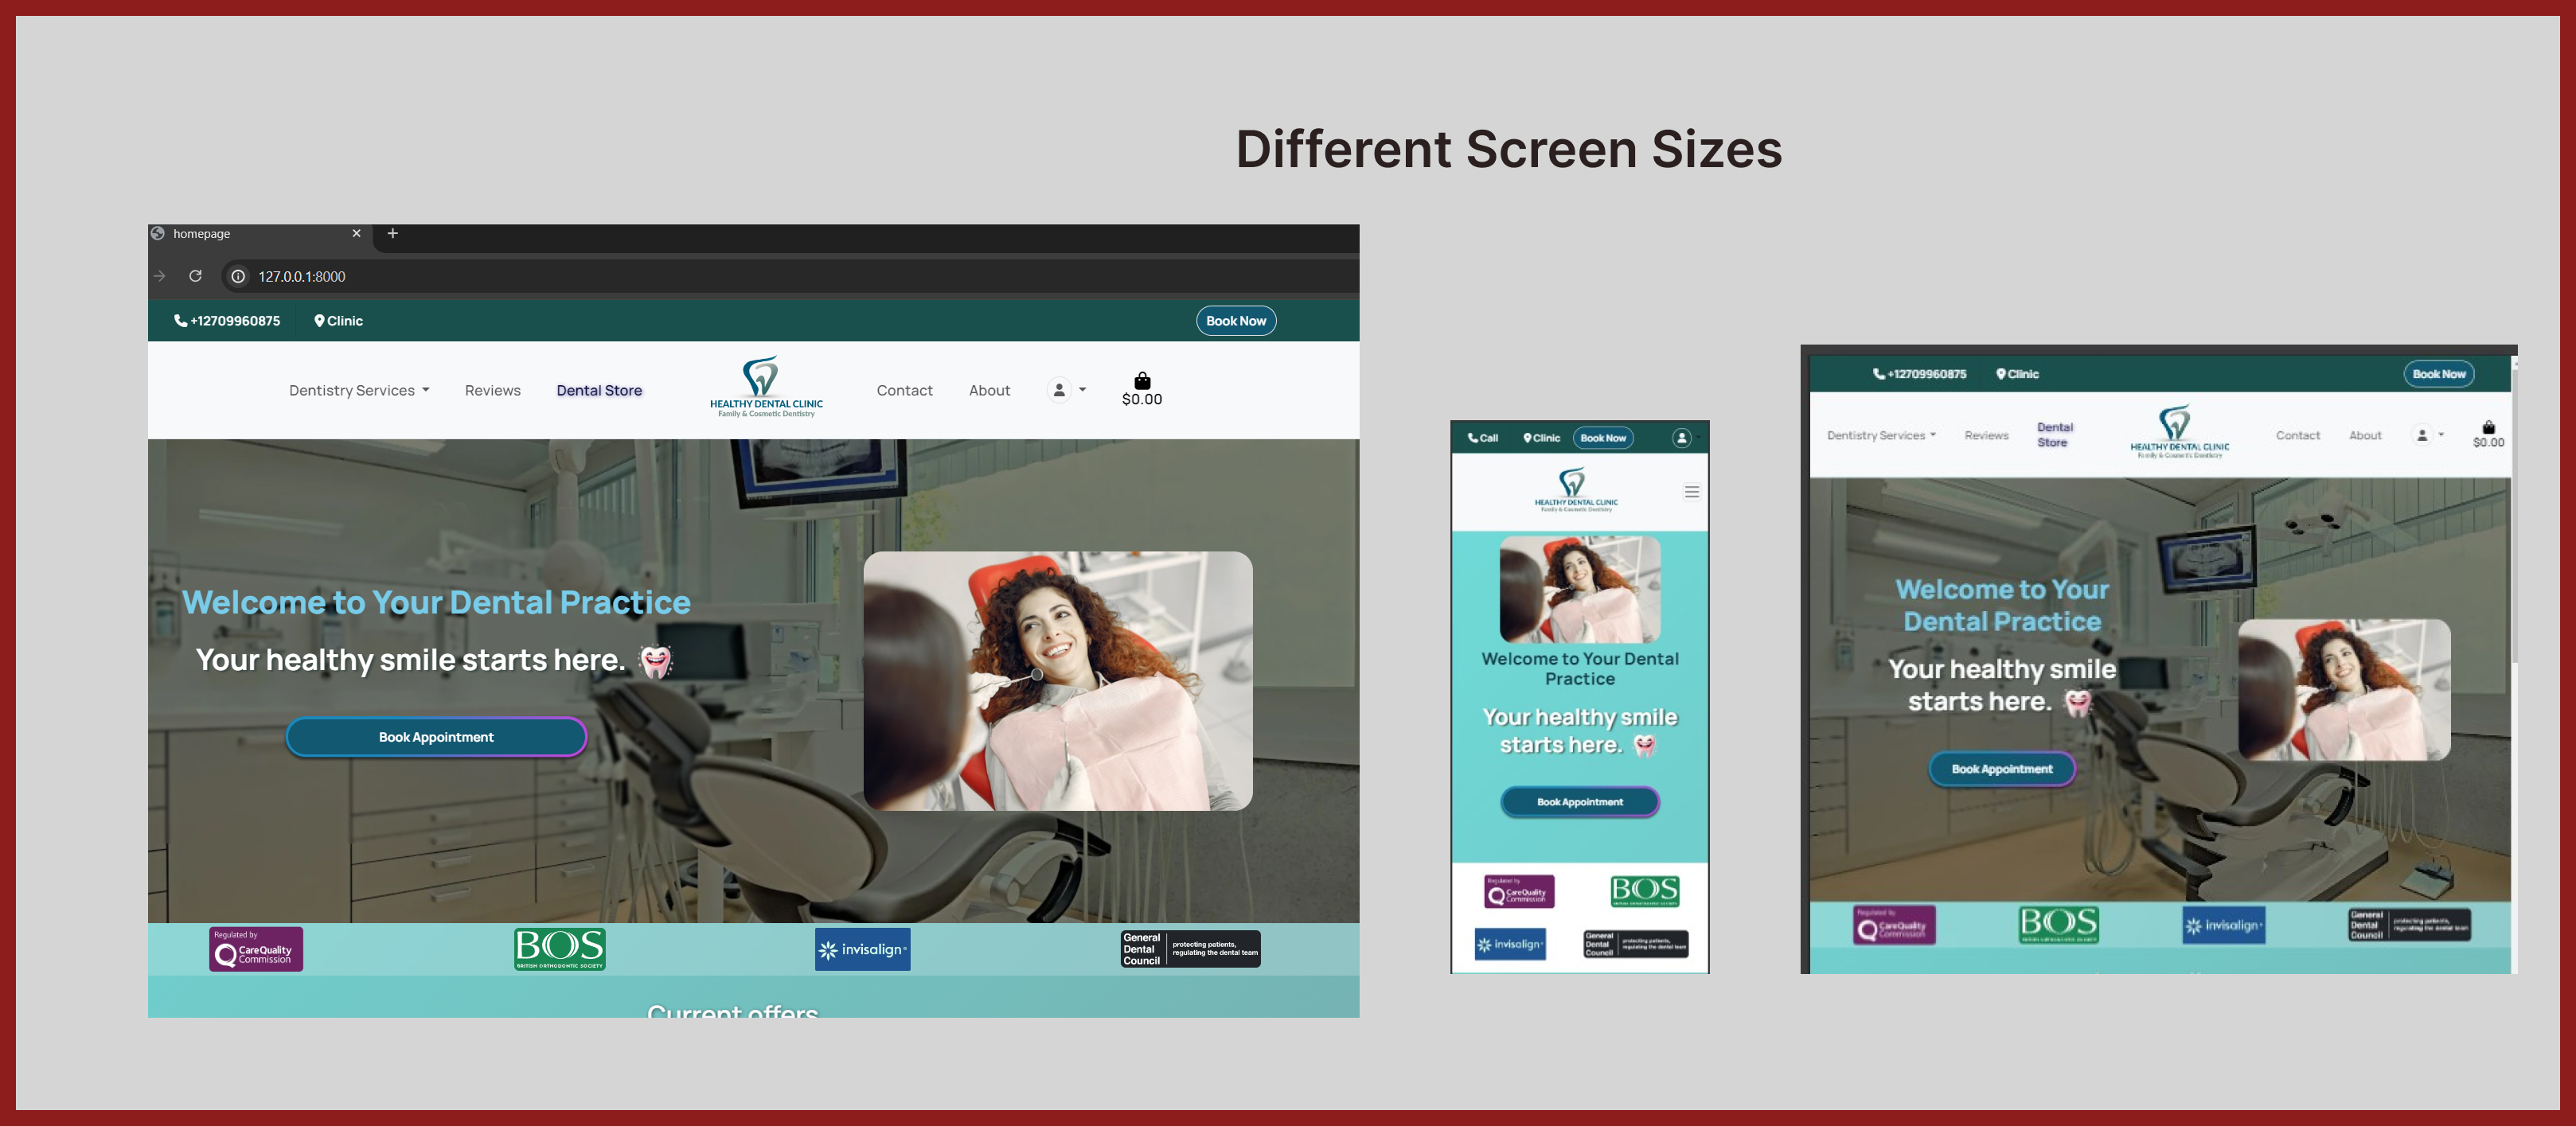 Different Screen Sizes
homepage
127.0.0.1:8000
+12709960875 Clinic Book Now
Dentistry Services Reviews Dental Store Contact About
HEALTHY DENTAL CLINIC
Family & Cosmetic Dentistry
$0.00
Welcome to Your Dental Practice
Your healthy smile starts here.
Book Appointment
Regulated by
CareQuality
Commission
BOS
BRITISH ORTHODONTIC SOCIETY
invisalign
General
Dental
Council
protecting patients,
regulating the dental team
Current offers
Call Clinic Book Now
HEALTHY DENTAL CLINIC
Family & Cosmetic Dentistry
Welcome to Your Dental
Practice
Your healthy smile
starts here.
Book Appointment
Regulated by
CareQuality
Commission
BOS
BRITISH ORTHODONTIC SOCIETY
invisalign
General
Dental
Council
protecting patients,
regulating the dental team
+12709960875 Clinic Book Now
Dentistry Services Reviews Dental
Store
HEALTHY DENTAL CLINIC
Family & Cosmetic Dentistry
Contact About
$0.00
Welcome to Your
Dental Practice
Your healthy smile
starts here.
Book Appointment
Regulated by
CareQuality
Commission
BOS
BRITISH ORTHODONTIC SOCIETY
invisalign
General
Dental
Council
protecting patients,
regulating the dental team